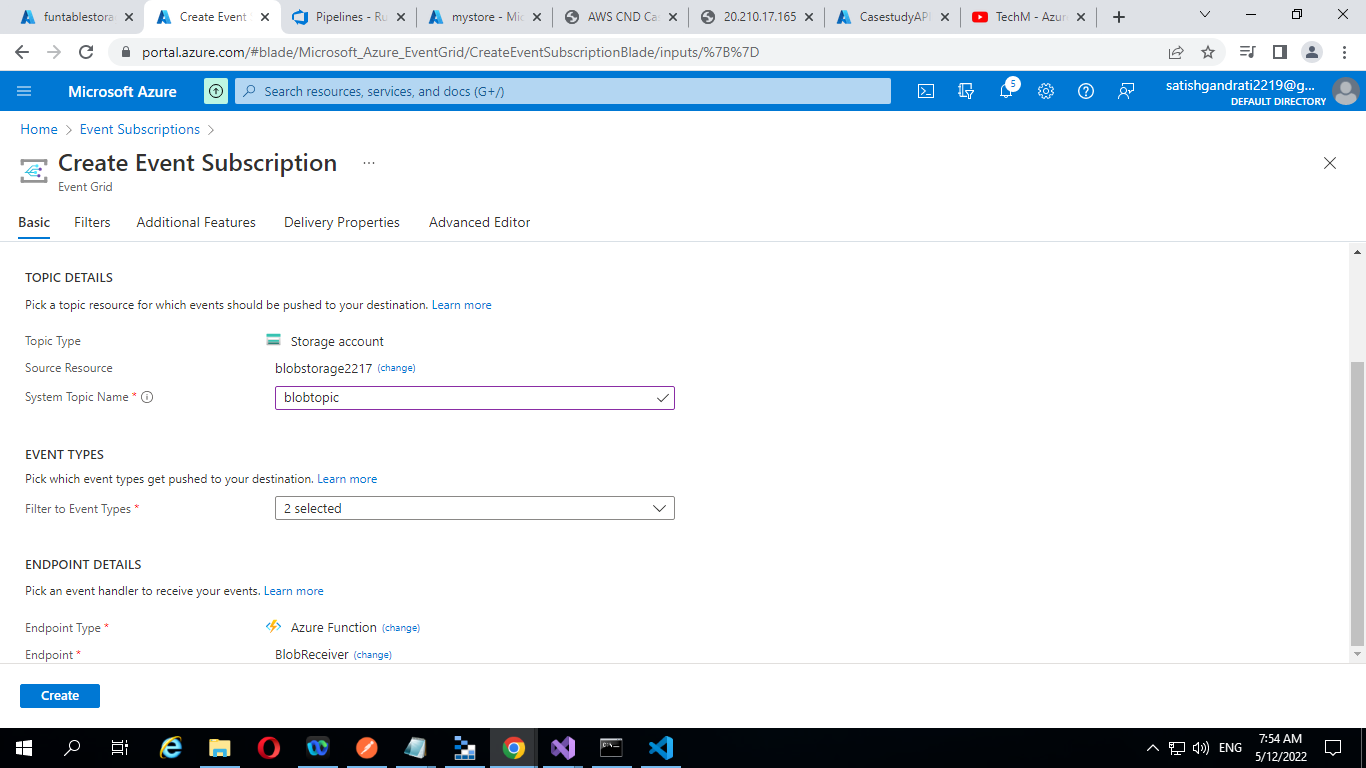 funtablestora
Create Event
Pipelines - Ru
mystore - Mic
AWS CND Ca
20.210.17.165
CasestudyAPI
TechM - Azur
portal.azure.com/#blade/Microsoft_Azure_EventGrid/CreateEventSubscriptionBlade/inputs/%7B%7D
Microsoft Azure
Search resources, services, and docs (G+/)
5
satishgandrati2219@g...
DEFAULT DIRECTORY
Home > Event Subscriptions >
Create Event Subscription ...
Event Grid
Basic Filters Additional Features Delivery Properties Advanced Editor
TOPIC DETAILS
Pick a topic resource for which events should be pushed to your destination. Learn more
Topic Type Storage account
Source Resource blobstorage2217 (change)
System Topic Name * blobtopic
EVENT TYPES
Pick which event types get pushed to your destination. Learn more
Filter to Event Types * 2 selected
ENDPOINT DETAILS
Pick an event handler to receive your events. Learn more
Endpoint Type * Azure Function (change)
Endpoint * BlobReceiver (change)
Create
ENG
7:54 AM
5/12/2022